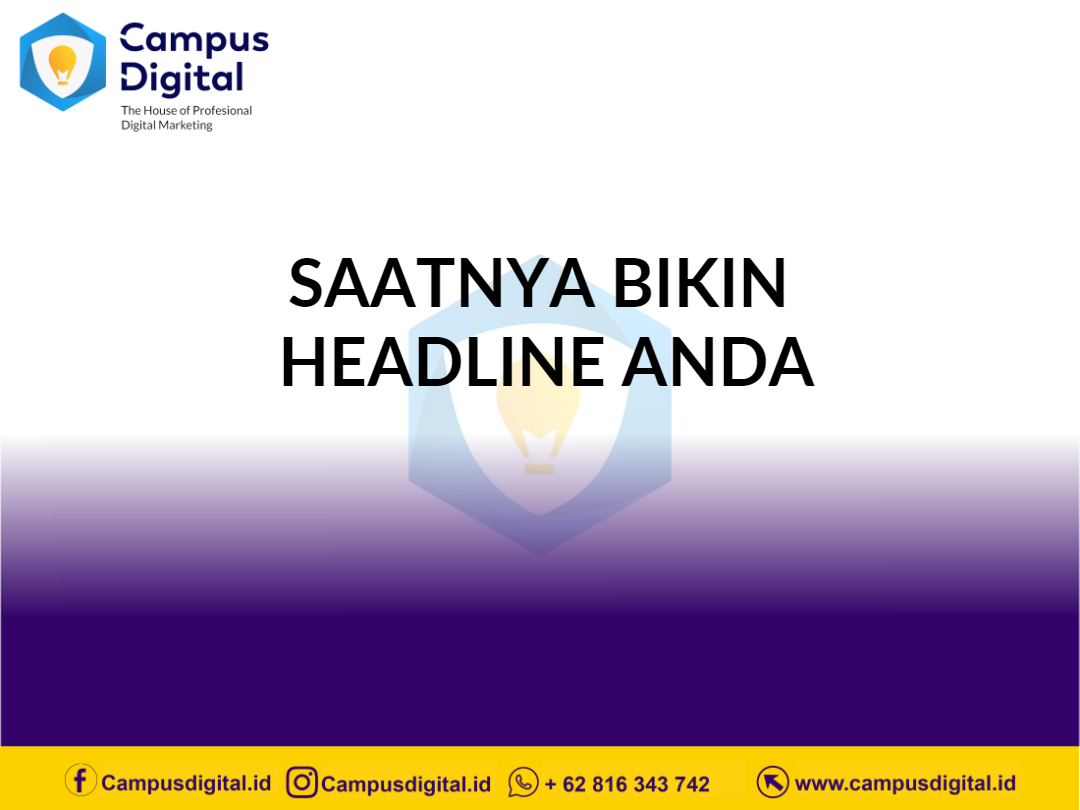 Campus
Digital
The House of Profesional
Digital Marketing
SAATNYA BIKIN
HEADLINE ANDA
Campusdigital.id Campusdigital.id + 62 816 343 742 www.campusdigital.id